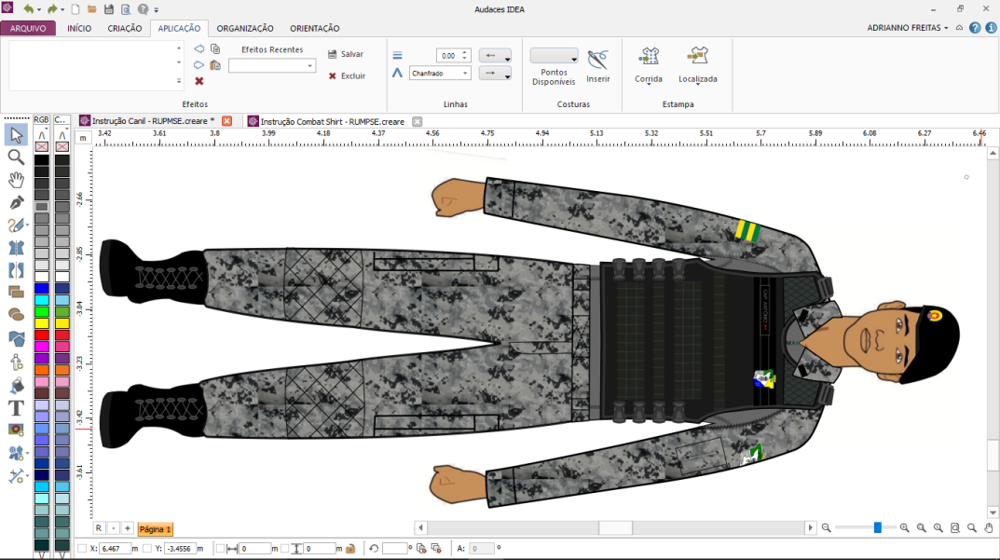 Audaces IDEA
ARQUIVO INÍCIO CRIAÇÃO APLICAÇÃO ORGANIZAÇÃO ORIENTAÇÃO ADRIANNO FREITAS
Efeitos Recentes
Salvar
Excluir
Efeitos
0,00
Chanfrado
Linhas
Pontos
Disponíveis
Inserir
Costuras
Corrida
Localizada
Estampa
RGB C...
Instrução Canil - RUPMSE.creare *
Instrução Combat Shirt - RUMPSE.creare
m 3.42 3.61 3.8 3.99 4.18 4.37 4.56 4.75 4.94 5.13 5.32 5.51 5.7 5.89 6.08 6.27 6.46
-2.66
-2.85
-3.04
-3.23
-3.42
-3.61
CAP. ANTÔNIO A+
R - + Página 1
X: 6,467 m Y: -3,4556 m 0 m 0 m º A: 0 º